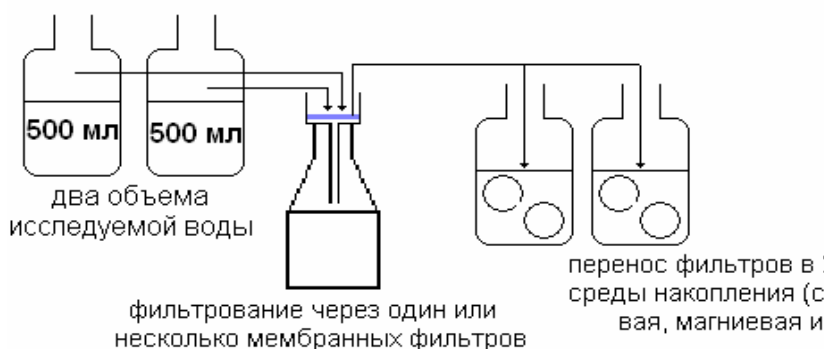 500 мл 500 мл
два объема
исследуемой воды
фильтрование через один или
несколько мембранных фильтров
перенос фильтров в
среды накопления
вая, магниевая и